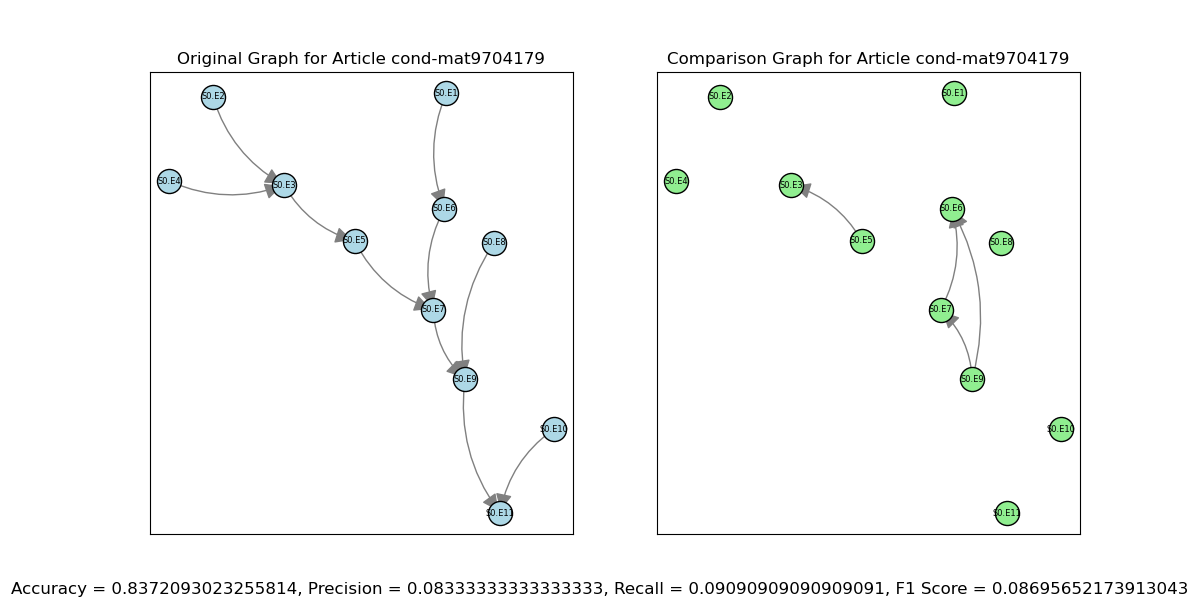 Original Graph for Article cond-mat9704179
Comparison Graph for Article cond-mat9704179
S0.E2
S0.E1
S0.E4
S0.E3
S0.E6
S0.E5
S0.E8
S0.E7
S0.E9
S0.E10
S0.E11
S0.E2
S0.E1
S0.E4
S0.E3
S0.E6
S0.E5
S0.E8
S0.E7
S0.E9
S0.E10
S0.E11
Accuracy = 0.8372093023255814, Precision = 0.08333333333333333, Recall = 0.09090909090909091, F1 Score = 0.08695652173913043